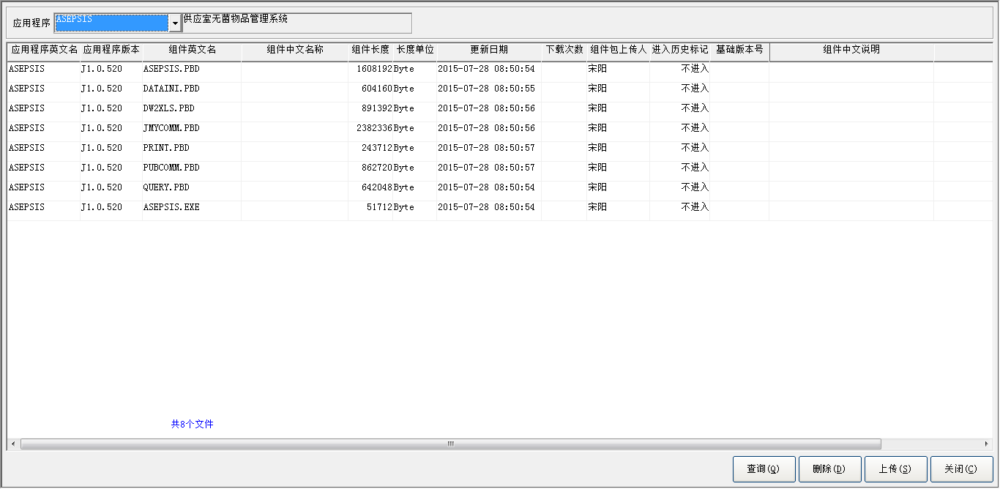 应用程序 ASEPSIS 供应室无菌物品管理系统
应用程序英文名 应用程序版本 组件英文名 组件中文名称 组件长度 长度单位 更新日期 下载次数 组件包上传人 进入历史标记 基础版本号 组件中文说明
ASEPSIS J1.0.520 ASEPSIS.PBD 1608192 Byte 2015-07-28 08:50:54 宋阳 不进入
ASEPSIS J1.0.520 DATAINI.PBD 604160 Byte 2015-07-28 08:50:55 宋阳 不进入
ASEPSIS J1.0.520 DW2XLS.PBD 891392 Byte 2015-07-28 08:50:56 宋阳 不进入
ASEPSIS J1.0.520 JMYCOMM.PBD 2382336 Byte 2015-07-28 08:50:56 宋阳 不进入
ASEPSIS J1.0.520 PRINT.PBD 243712 Byte 2015-07-28 08:50:57 宋阳 不进入
ASEPSIS J1.0.520 PUBCOMM.PBD 862720 Byte 2015-07-28 08:50:57 宋阳 不进入
ASEPSIS J1.0.520 QUERY.PBD 642048 Byte 2015-07-28 08:50:54 宋阳 不进入
ASEPSIS J1.0.520 ASEPSIS.EXE 51712 Byte 2015-07-28 08:50:54 宋阳 不进入
共8个文件
查询(Q) 删除(D) 上传(S) 关闭(C)